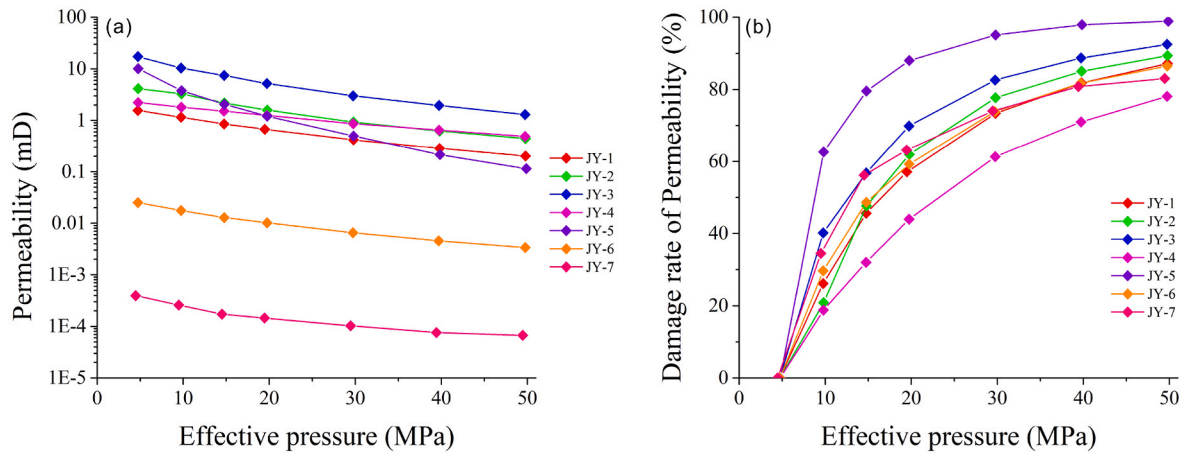 (a)
Permeability (mD)
100
10
1
0.1
0.01
1E-3
1E-4
1E-5
0 10 20 30 40 50
Effective pressure (MPa)
JY-1
JY-2
JY-3
JY-4
JY-5
JY-6
JY-7
(b)
Damage rate of Permeability (%)
100
80
60
40
20
0
0 10 20 30 40 50
Effective pressure (MPa)
JY-1
JY-2
JY-3
JY-4
JY-5
JY-6
JY-7